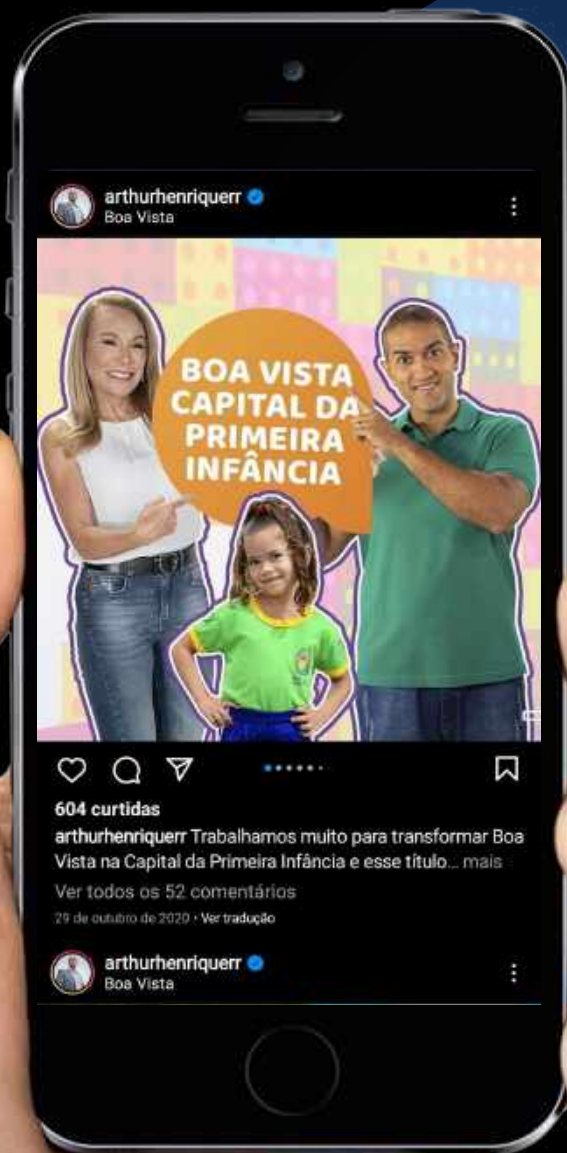 arthurhenriquerr
Boa Vista
BOA VISTA
CAPITAL DA
PRIMEIRA
INFÂNCIA
604 curtidas
arthurhenriquerr Trabalhamos muito para transformar Boa
Vista na Capital da Primeira Infância e esse título... mais
Ver todos os 52 comentários
29 de outubro de 2020 • Ver tradução
arthurhenriquerr
Boa Vista